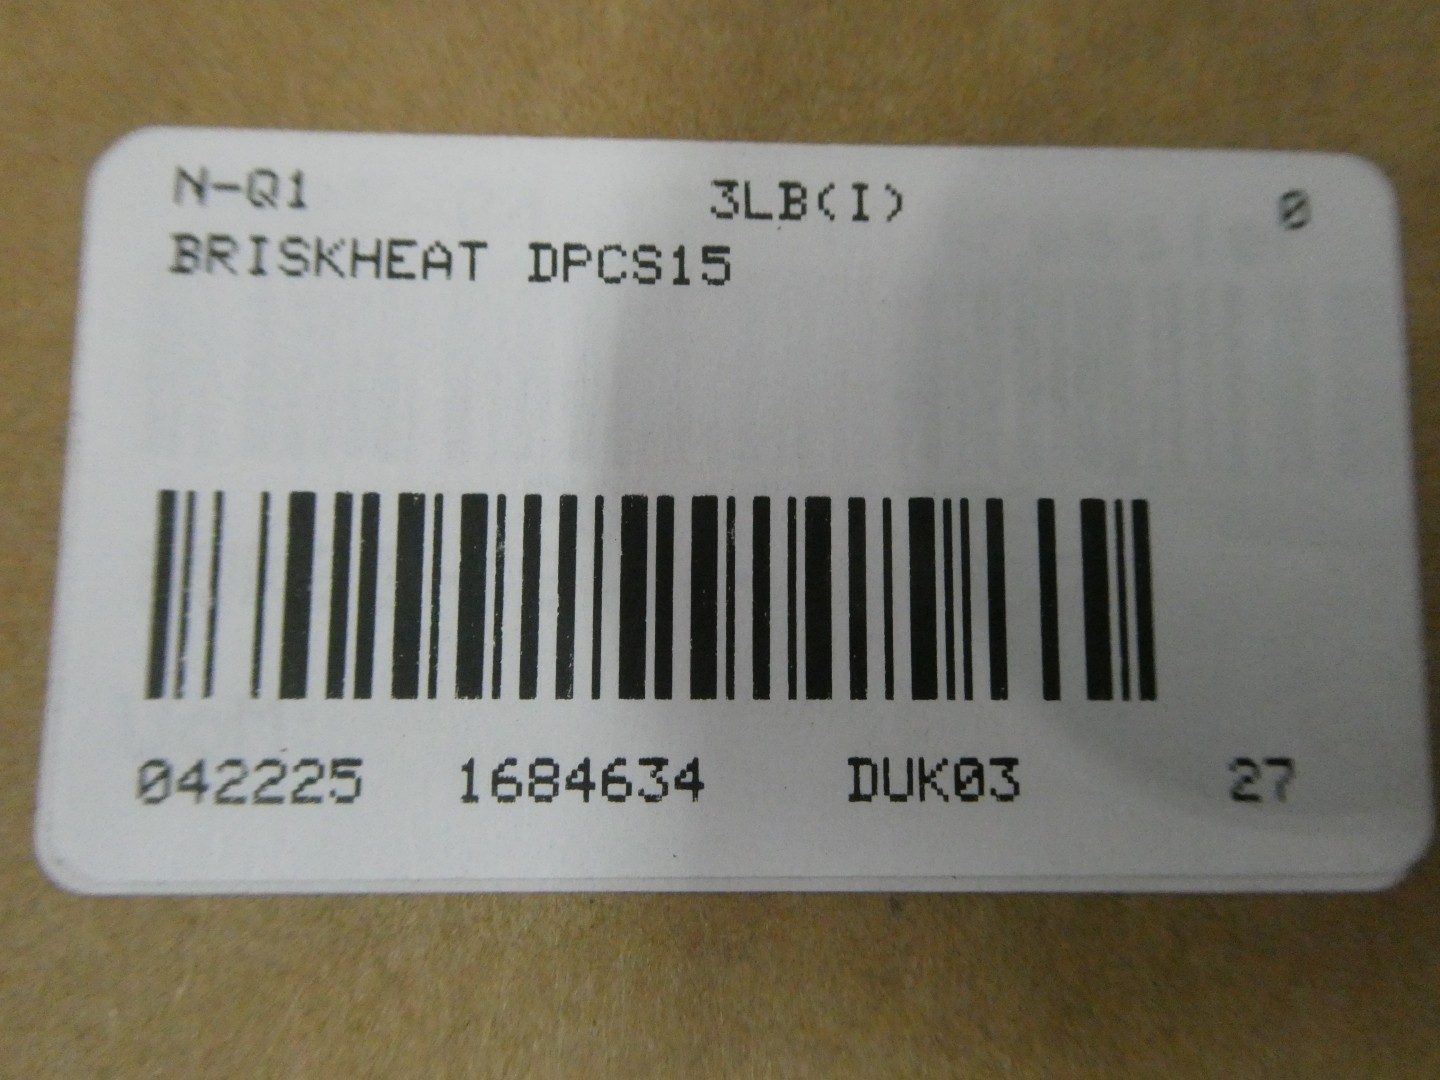 N-Q1 3LB(I) 0
BRISKHEAT DPCS15
042225 1684634 DUK03 27